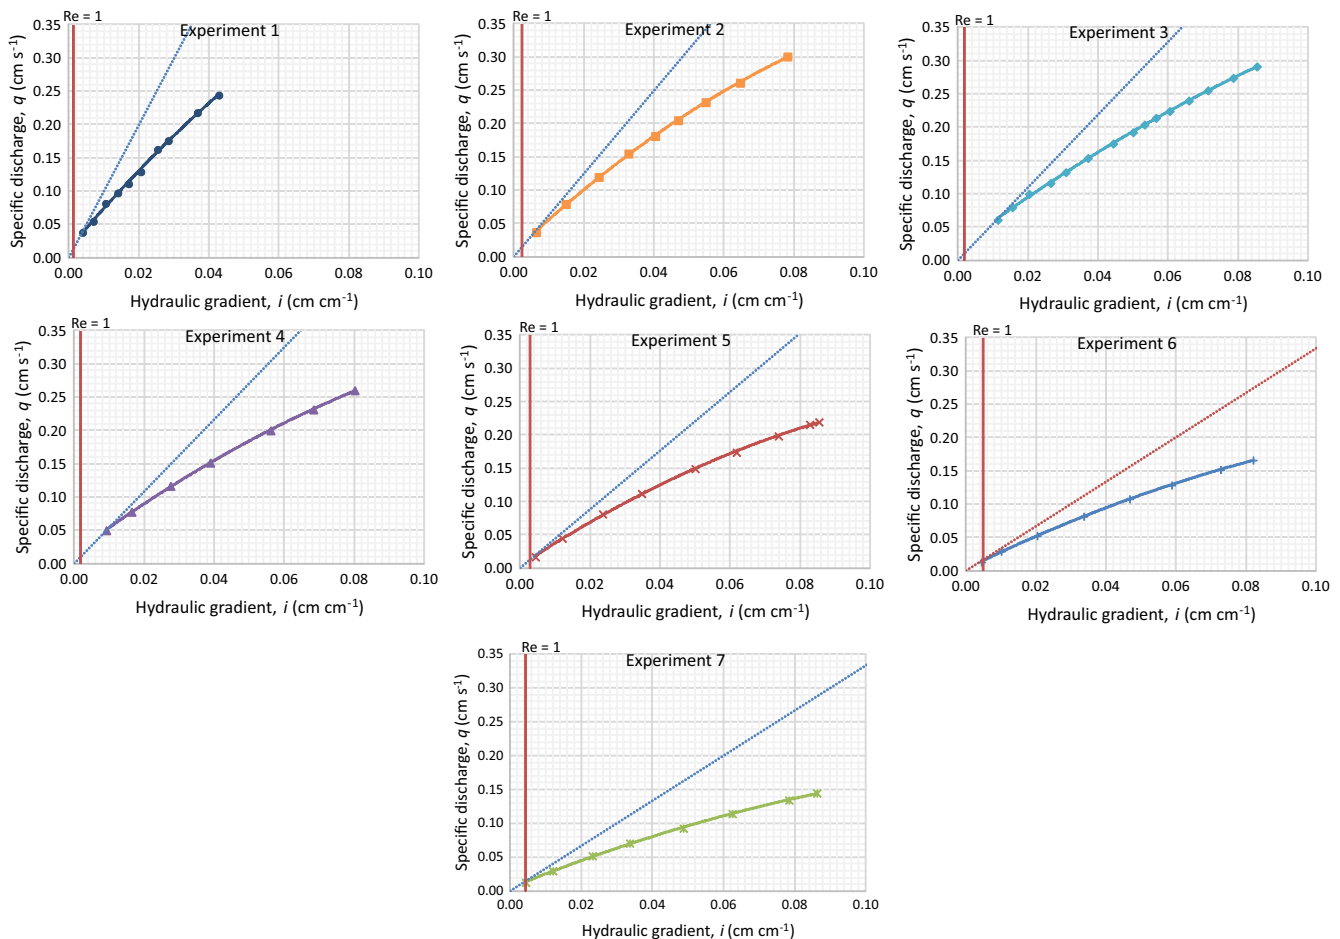 Re = 1
Experiment 1
Specific discharge, q (cm s⁻¹)
0.35
0.30
0.25
0.20
0.15
0.10
0.05
0.00
0.00 0.02 0.04 0.06 0.08 0.10
Hydraulic gradient, i (cm cm⁻¹)
Re = 1
Experiment 2
Specific discharge, q (cm s⁻¹)
0.35
0.30
0.25
0.20
0.15
0.10
0.05
0.00
0.00 0.02 0.04 0.06 0.08 0.10
Hydraulic gradient, i (cm cm⁻¹)
Re = 1
Experiment 3
Specific discharge, q (cm s⁻¹)
0.35
0.30
0.25
0.20
0.15
0.10
0.05
0.00
0.00 0.02 0.04 0.06 0.08 0.10
Hydraulic gradient, i (cm cm⁻¹)
Re = 1
Experiment 4
Specific discharge, q (cm s⁻¹)
0.35
0.30
0.25
0.20
0.15
0.10
0.05
0.00
0.00 0.02 0.04 0.06 0.08 0.10
Hydraulic gradient, i (cm cm⁻¹)
Re = 1
Experiment 5
Specific discharge, q (cm s⁻¹)
0.35
0.30
0.25
0.20
0.15
0.10
0.05
0.00
0.00 0.02 0.04 0.06 0.08 0.10
Hydraulic gradient, i (cm cm⁻¹)
Re = 1
Experiment 6
Specific discharge, q (cm s⁻¹)
0.35
0.30
0.25
0.20
0.15
0.10
0.05
0.00
0.00 0.02 0.04 0.06 0.08 0.10
Hydraulic gradient, i (cm cm⁻¹)
Re = 1
Experiment 7
Specific discharge, q (cm s⁻¹)
0.35
0.30
0.25
0.20
0.15
0.10
0.05
0.00
0.00 0.02 0.04 0.06 0.08 0.10
Hydraulic gradient, i (cm cm⁻¹)